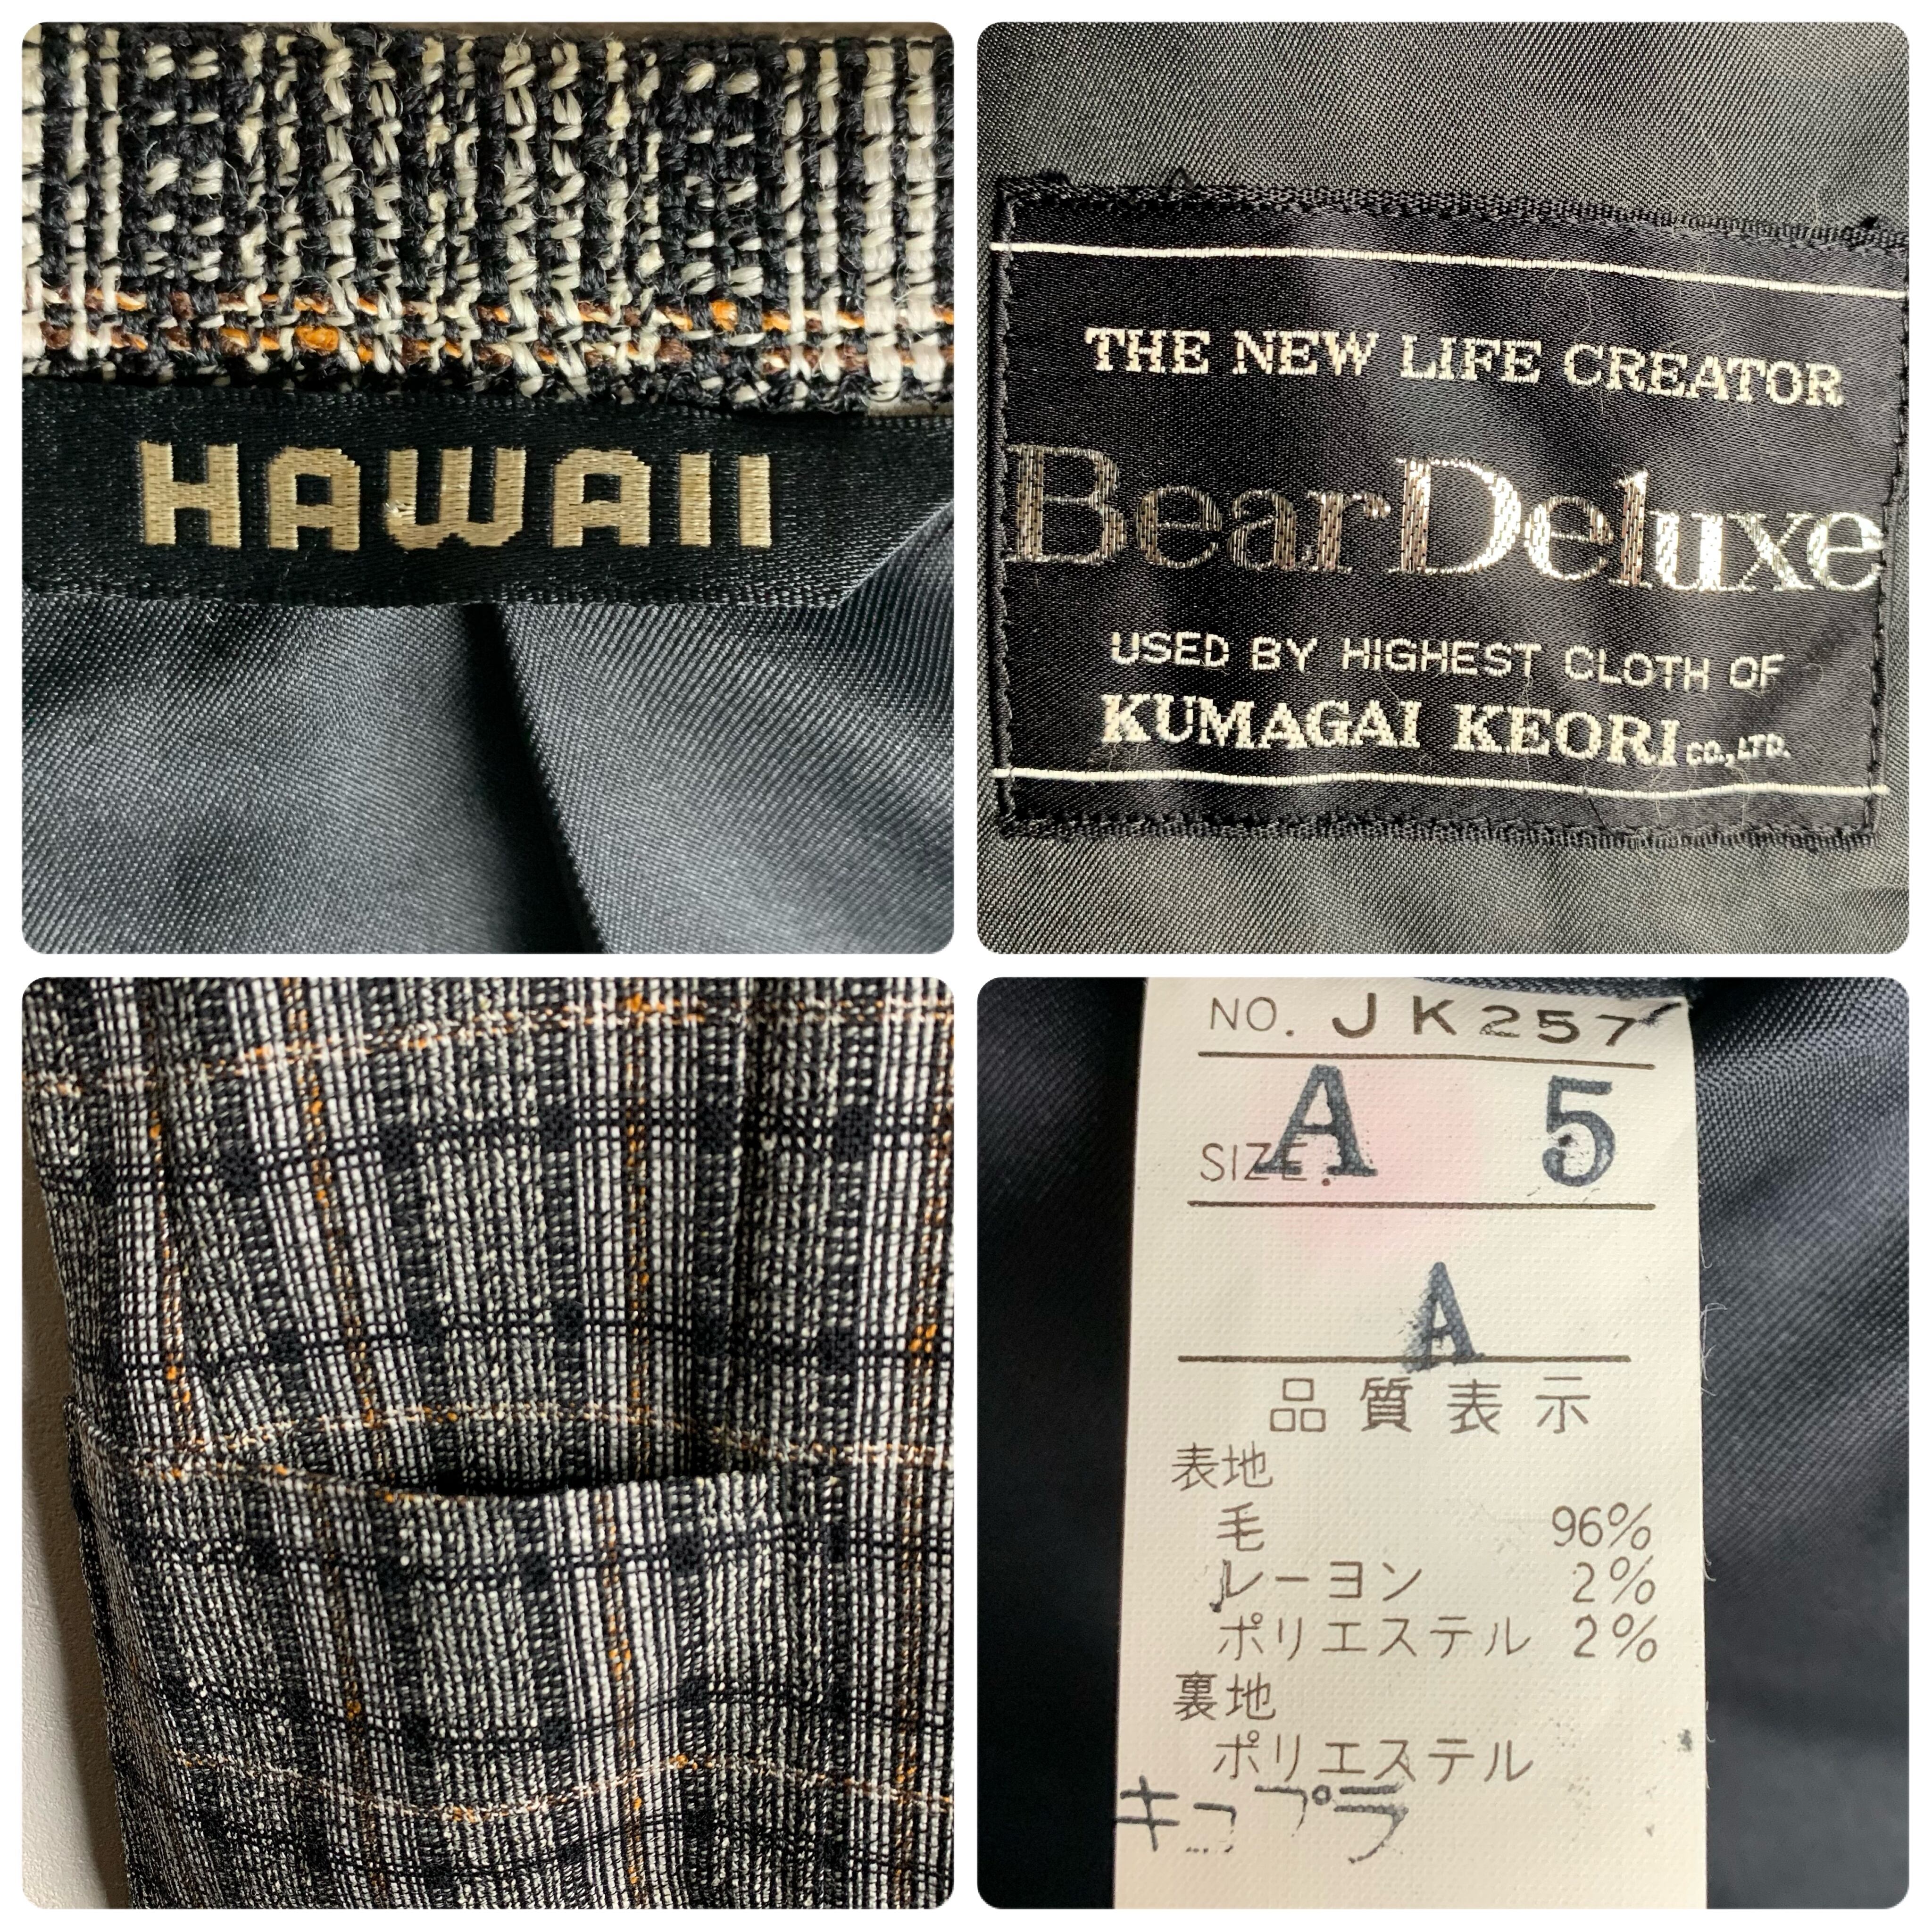 HAWAII
THE NEW LIFE CREATOR
Bear Deluxe
USED BY HIGHEST CLOTH OF
KUMAGAI KEORI CO.,LTD.
NO. JK257
SIZE. A 5
A
品質表示
表地
毛 96%
レーヨン 2%
ポリエステル 2%
裏地
ポリエステル
キュプラ